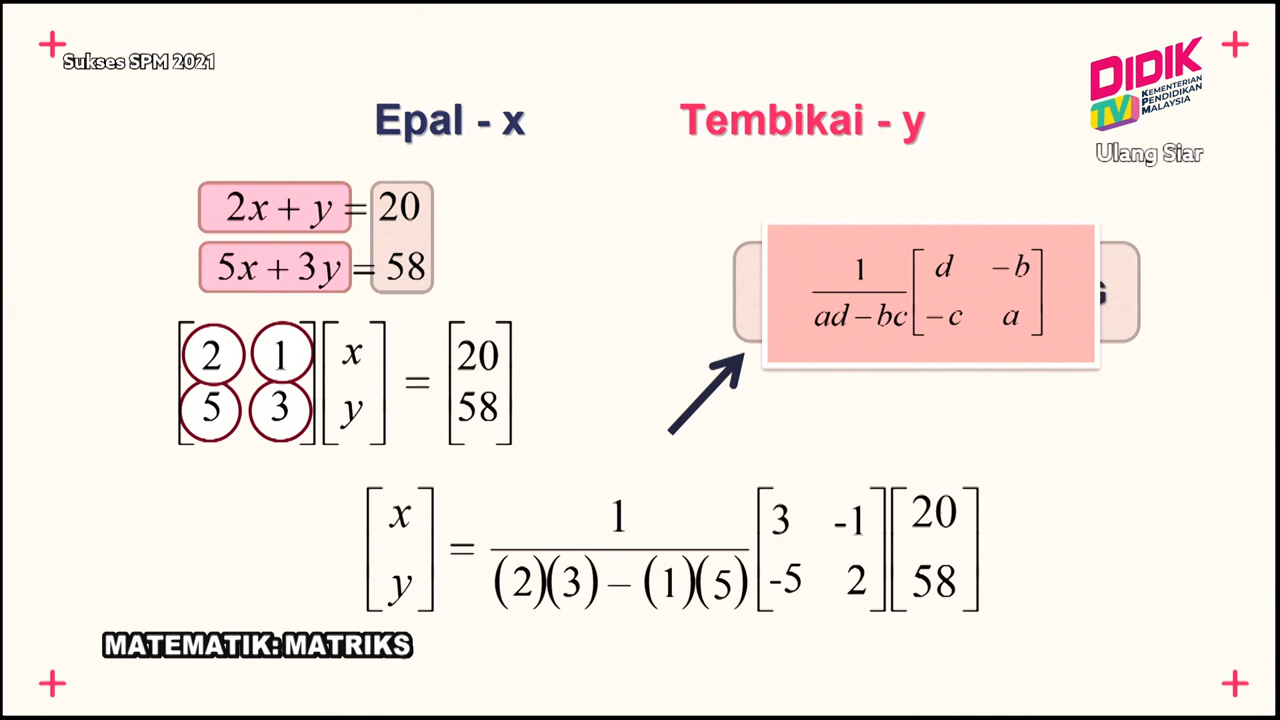 Sukses SPM 2021
DIDIK
TV
KEMENTERIAN
PENDIDIKAN
MALAYSIA
Ulang Siar
Epal - x
Tembikai - y
2x + y = 20
5x + 3y = 58
1
ad − bc
d −b
−c a
G
2 1
5 3
x
y
=
20
58
x
y
=
1
(2)(3) − (1)(5)
3 -1
-5 2
20
58
MATEMATIK: MATRIKS